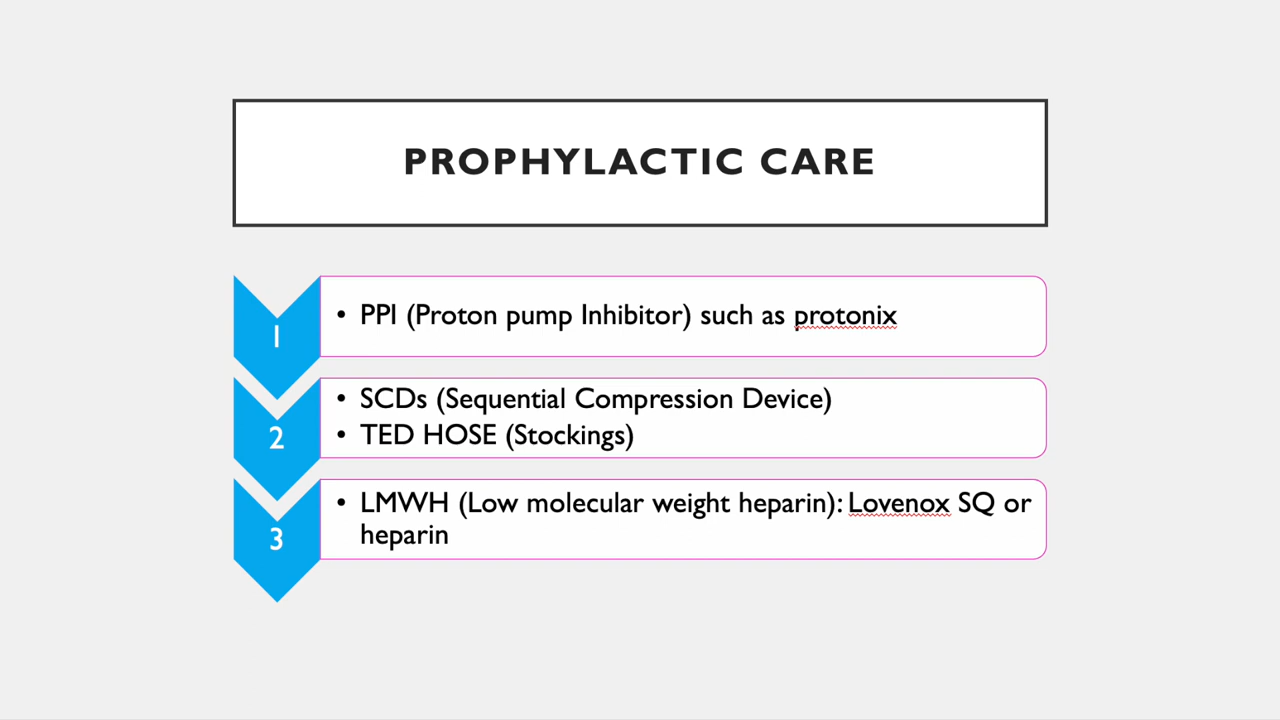 PROPHYLACTIC CARE
1
• PPI (Proton pump Inhibitor) such as protonix
2
• SCDs (Sequential Compression Device)
• TED HOSE (Stockings)
3
• LMWH (Low molecular weight heparin): Lovenox SQ or
heparin